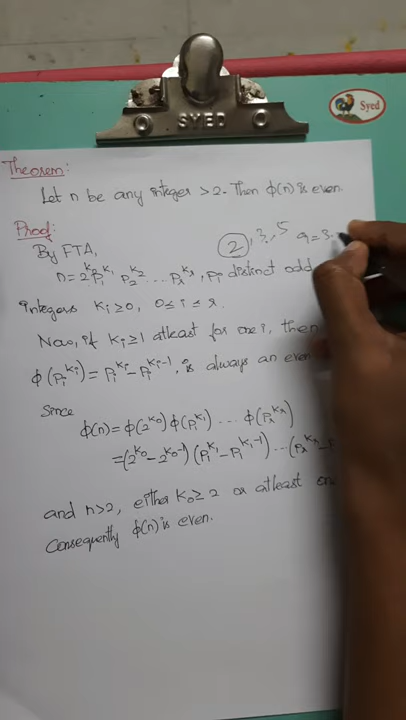 SYED
Syed
Theorem:
Let n be any integer > 2. Then ϕ(n) is even.
Proof:
2, 3, 5 n = 3.
By FTA,
n = 2^k p₁^k₁ p₂^k₂ ... pᵣ^kᵣ, pᵢ distinct odd
integers kᵢ ≥ 0, 0 ≤ i ≤ r.
Now, if kᵢ ≥ 1 atleast for one i, then
ϕ(pᵢ^kᵢ) = pᵢ^kᵢ - pᵢ^(kᵢ-1), is always an even
Since
ϕ(n) = ϕ(2^k₀) ϕ(p₁^k₁) ... ϕ(pᵣ^kᵣ)
= (2^k₀ - 2^(k₀-1)) (p₁^k₁ - p₁^(k₁-1)) ... (pᵣ^kᵣ - p
and n > 2, either k₀ ≥ 2 or atleast one
Consequently ϕ(n) is even.